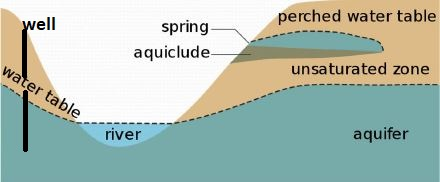 well
spring
perched water table
aquiclude
unsaturated zone
water table
river
aquifer